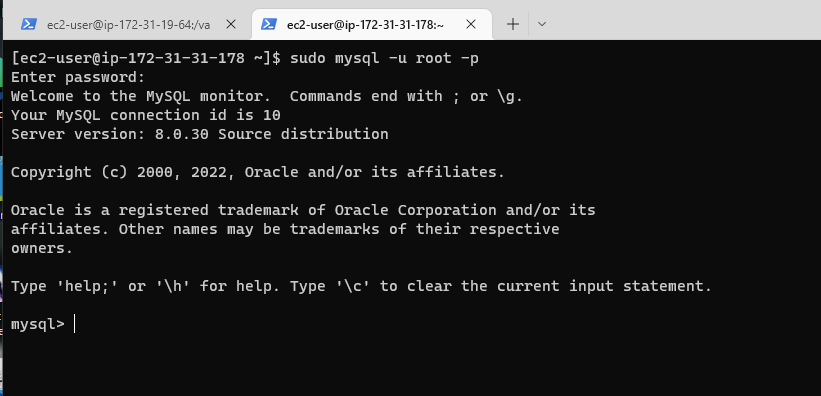 ec2-user@ip-172-31-19-64:/va
ec2-user@ip-172-31-31-178:~
[ec2-user@ip-172-31-31-178 ~]$ sudo mysql -u root -p
Enter password:
Welcome to the MySQL monitor.  Commands end with ; or \g.
Your MySQL connection id is 10
Server version: 8.0.30 Source distribution
Copyright (c) 2000, 2022, Oracle and/or its affiliates.
Oracle is a registered trademark of Oracle Corporation and/or its
affiliates. Other names may be trademarks of their respective
owners.
Type 'help;' or '\h' for help. Type '\c' to clear the current input statement.
mysql>